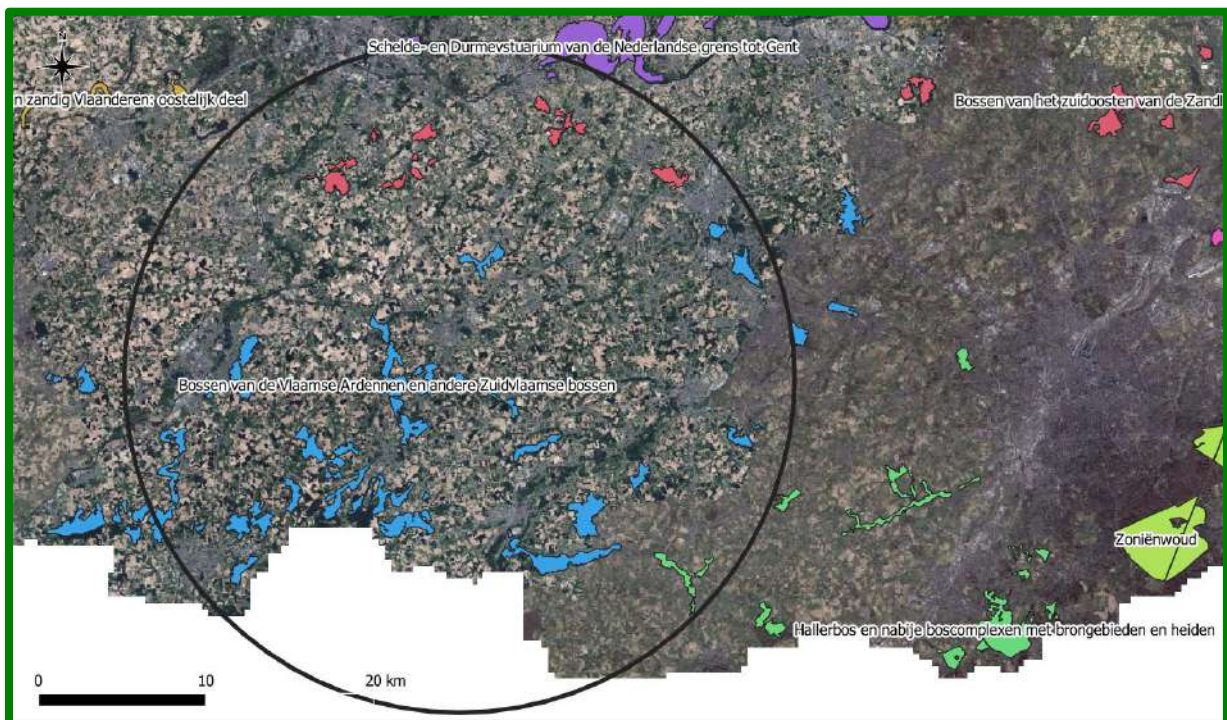 N
Schelde- en Durmeestuarium van de Nederlandse grens tot Gent
n zandig Vlaanderen: oostelijk deel
Bossen van het zuidoosten van de Zandl
Bossen van de Vlaamse Ardennen en andere Zuidvlaamse bossen
Zoniënwoud
Hallerbos en nabije boscomplexen met brongebieden en heiden
0 10 20 km